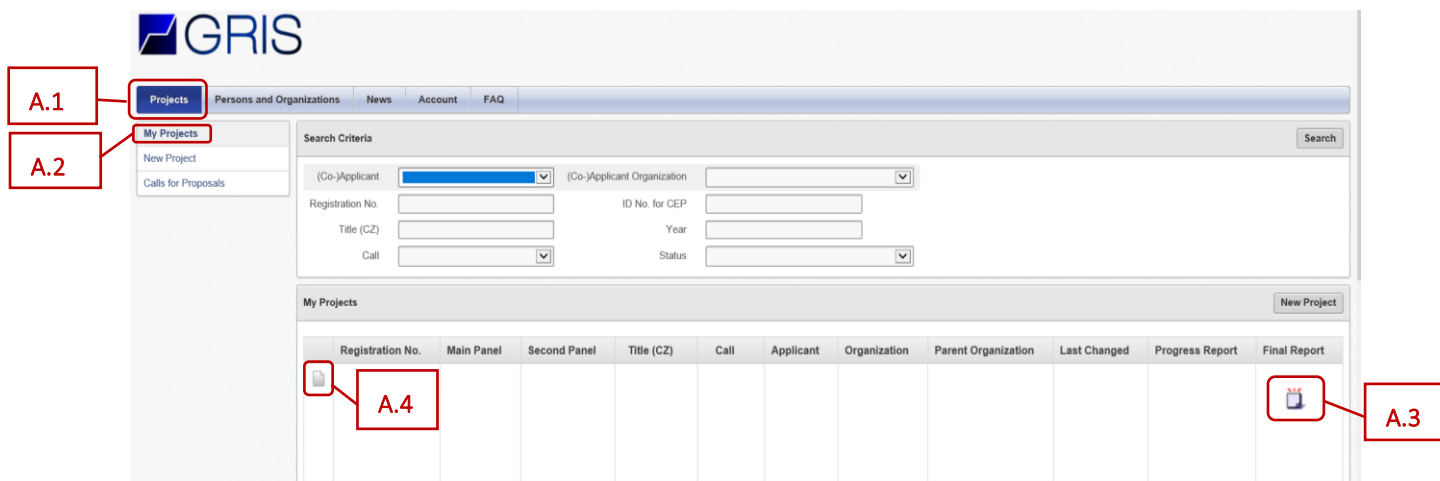 GRIS
A.1
Projects Persons and Organizations News Account FAQ
A.2
My Projects
New Project
Calls for Proposals
Search Criteria Search
(Co-)Applicant (Co-)Applicant Organization
Registration No. ID No. for CEP
Title (CZ) Year
Call Status
My Projects New Project
Registration No. Main Panel Second Panel Title (CZ) Call Applicant Organization Parent Organization Last Changed Progress Report Final Report
A.4
A.3